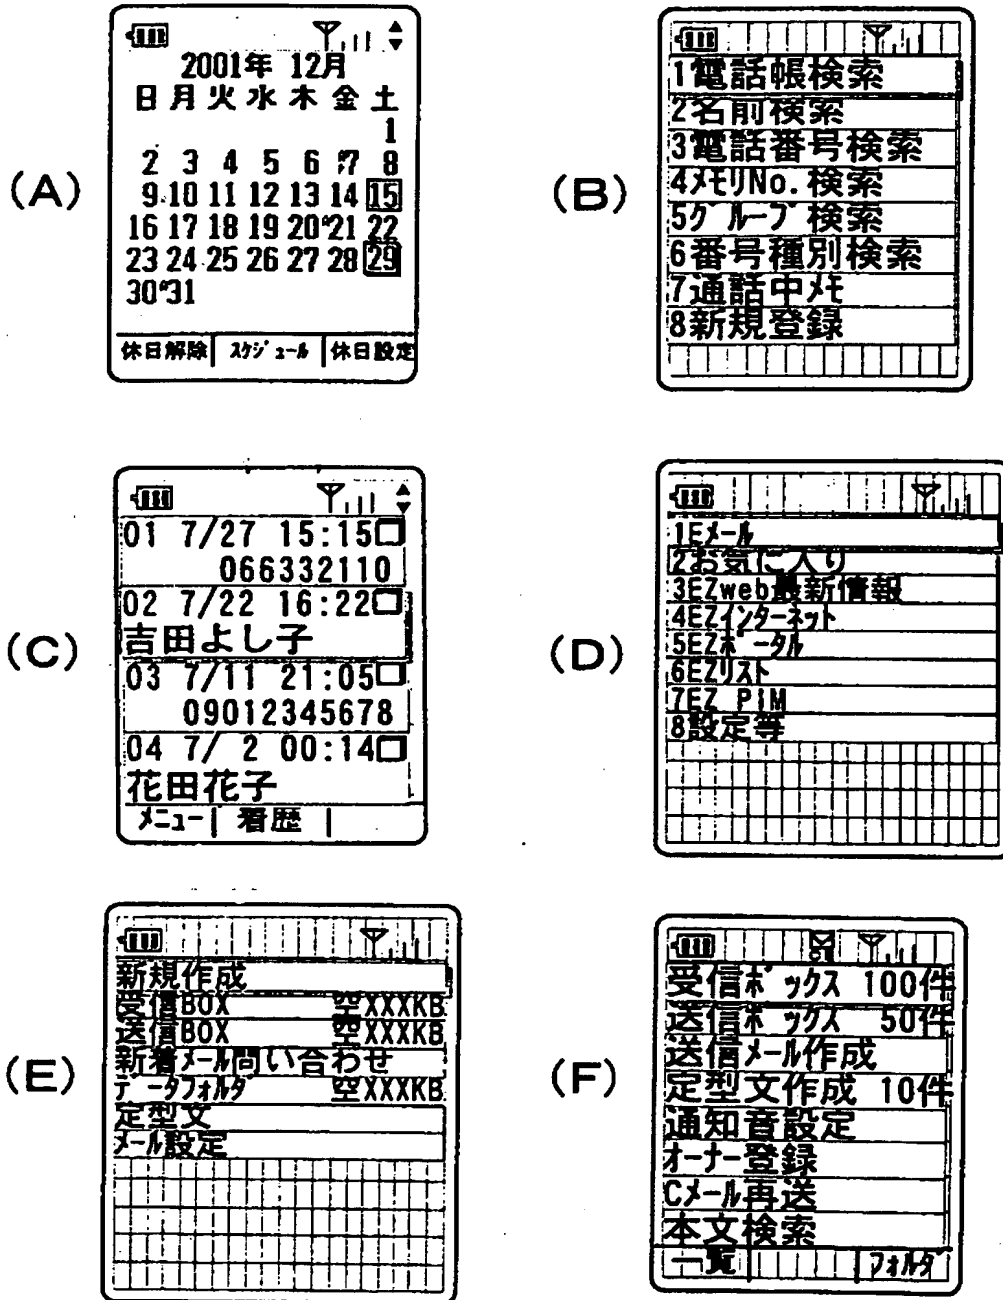 (A)
2001年 12月
日 月 火 水 木 金 土
1
2 3 4 5 6 7 8
9 10 11 12 13 14 15
16 17 18 19 20 21 22
23 24 25 26 27 28 29
30 31
休日解除 スケジュール 休日設定
(B)
1電話帳検索
2名前検索
3電話番号検索
4メモリNo.検索
5グループ検索
6番号種別検索
7通話中メモ
8新規登録
(C)
01 7/27 15:15
066332110
02 7/22 16:22
吉田よし子
03 7/11 21:05
09012345678
04 7/ 2 00:14
花田花子
メニュー 着歴
(D)
1Eメール
2お気に入り
3EZweb最新情報
4EZインターネット
5EZポータル
6EZリスト
7EZ PIM
8設定等
(E)
新規作成
受信BOX 空XXXKB
送信BOX 空XXXKB
新着メール問い合わせ
データフォルダ 空XXXKB
定型文
メール設定
(F)
受信ボックス 100件
送信ボックス 50件
送信メール作成
定型文作成 10件
通知音設定
オーナー登録
Cメール再送
本文検索
一覧 フォルダ